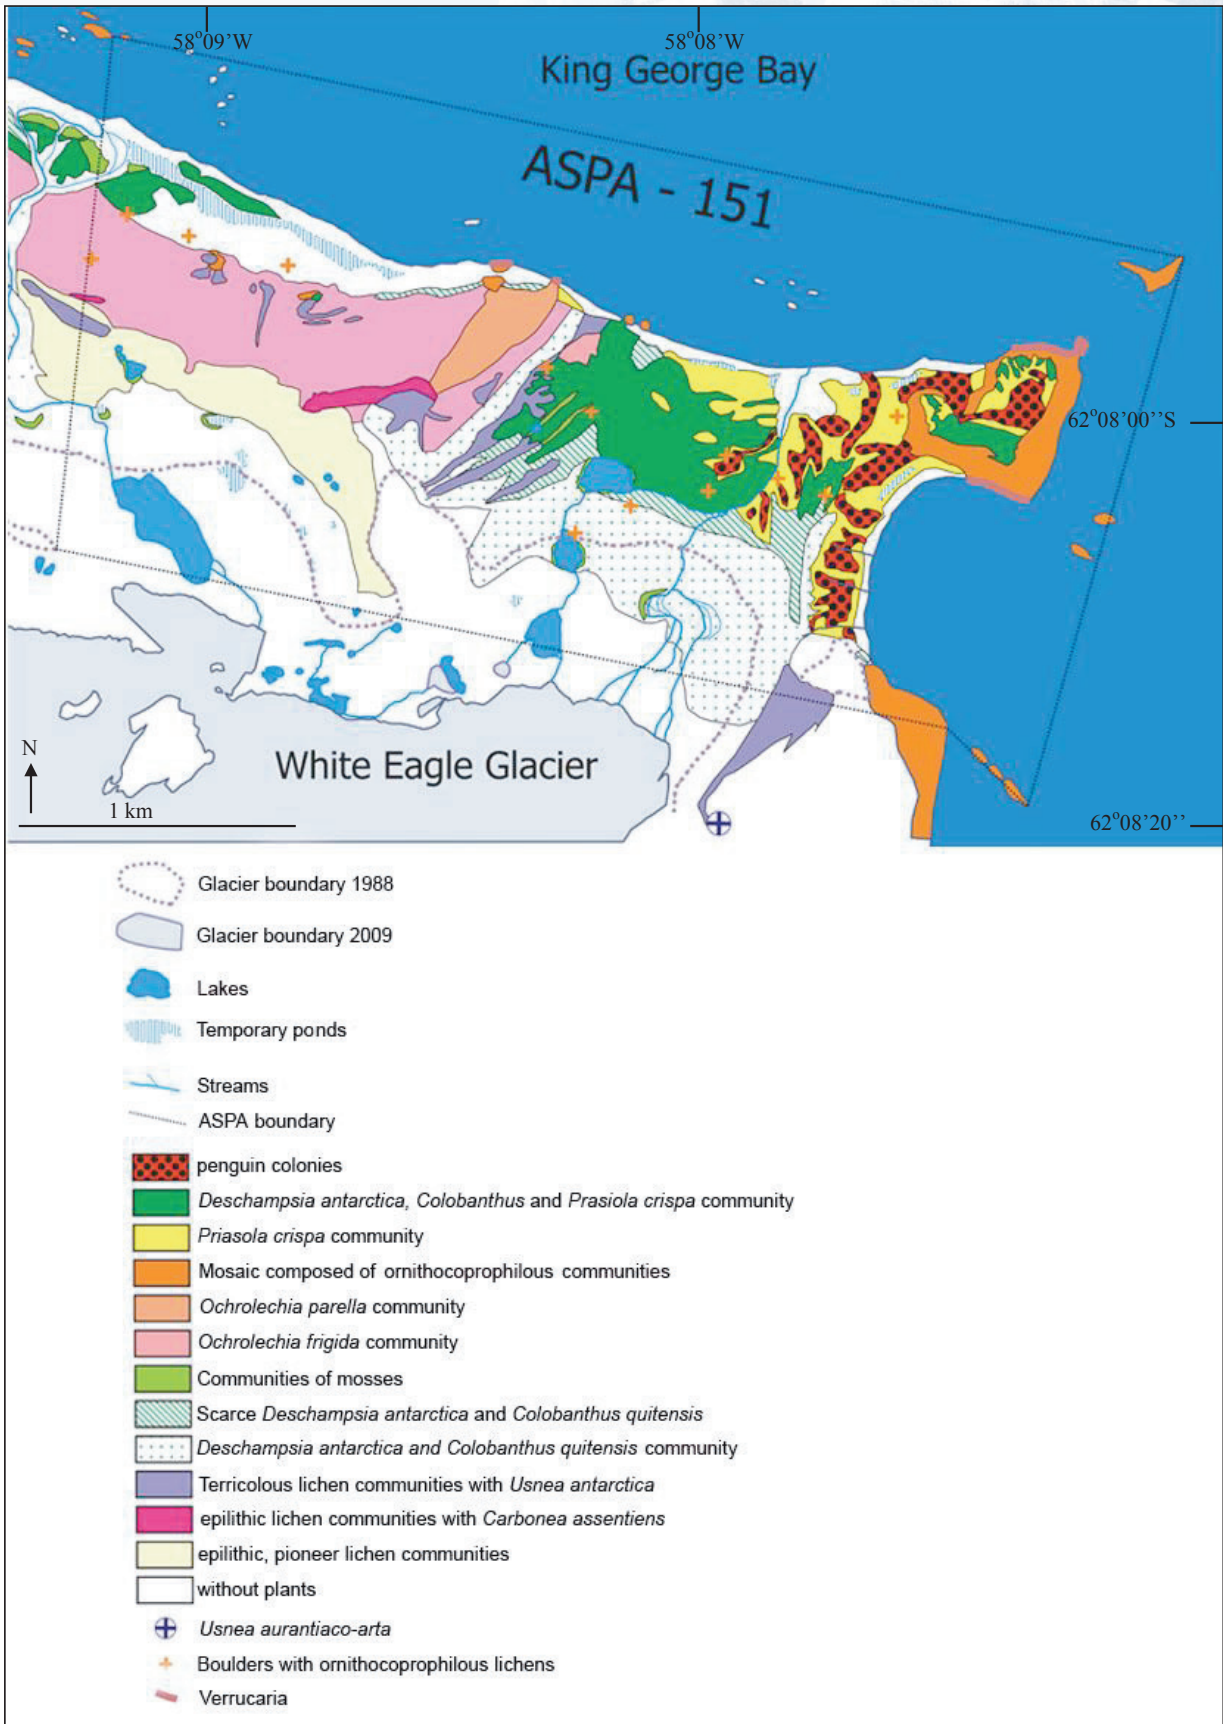 58°09'W
58°08'W
King George Bay
ASPA - 151
62°08'00''S
White Eagle Glacier
N
1 km
62°08'20''
Glacier boundary 1988
Glacier boundary 2009
Lakes
Temporary ponds
Streams
ASPA boundary
penguin colonies
Deschampsia antarctica, Colobanthus and Prasiola crispa community
Priasola crispa community
Mosaic composed of ornithocoprophilous communities
Ochrolechia parella community
Ochrolechia frigida community
Communities of mosses
Scarce Deschampsia antarctica and Colobanthus quitensis
Deschampsia antarctica and Colobanthus quitensis community
Terricolous lichen communities with Usnea antarctica
epilithic lichen communities with Carbonea assentiens
epilithic, pioneer lichen communities
without plants
Usnea aurantiaco-arta
Boulders with ornithocoprophilous lichens
Verrucaria